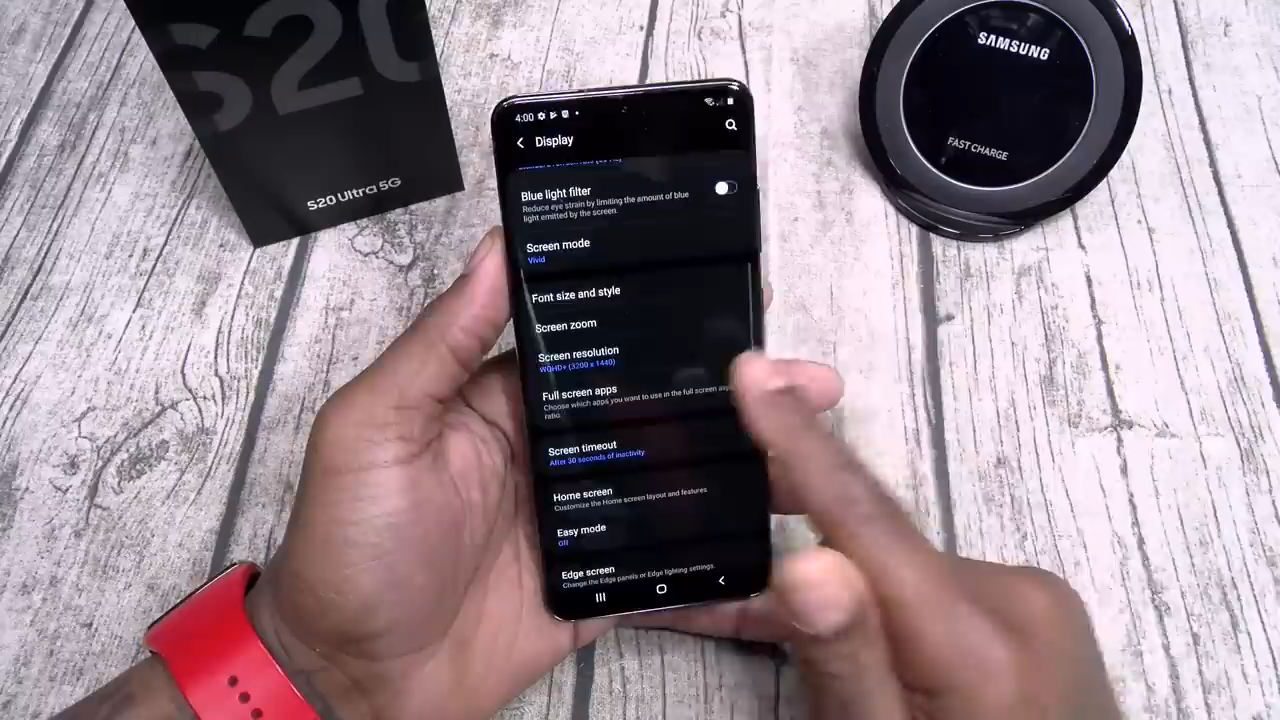 S20
S20 Ultra 5G
SAMSUNG
FAST CHARGE
4:00
Display
Blue light filter
Reduce eye strain by limiting the amount of blue
light emitted by the screen.
Screen mode
Vivid
Font size and style
Screen zoom
Screen resolution
WQHD+ (3200 x 1440)
Full screen apps
Choose which apps you want to use in the full screen
ratio.
Screen timeout
After 30 seconds of inactivity
Home screen
Customize the Home screen layout and features
Easy mode
Off
Edge screen
Change the Edge panels or Edge lighting settings.